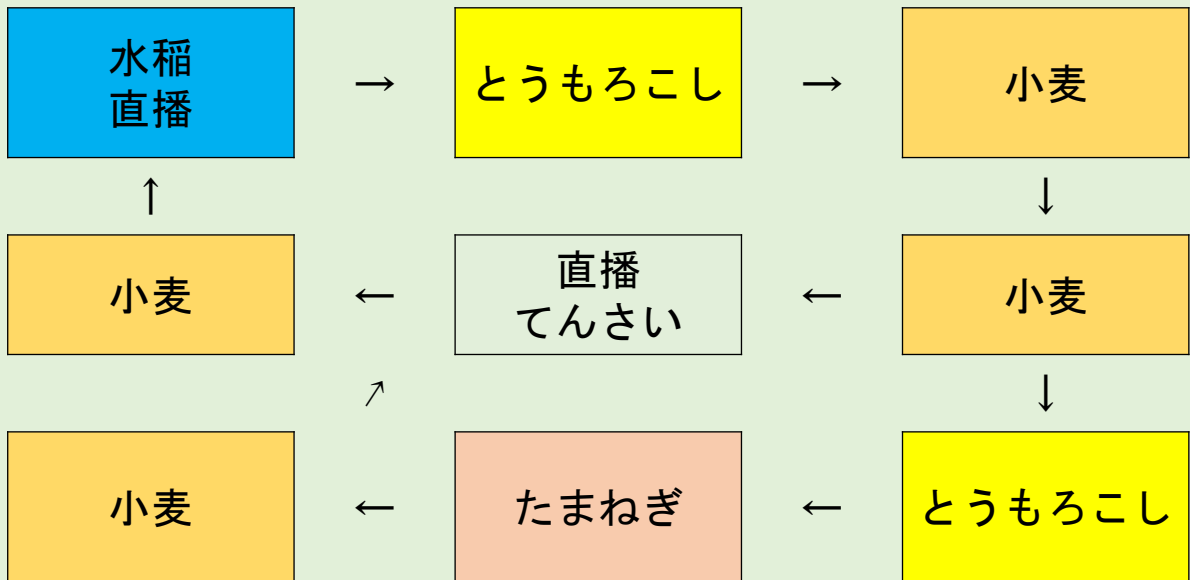 水稲
直播
→
とうもろこし
→
小麦
↑
↓
小麦
←
直播
てんさい
←
小麦
↗
↓
小麦
←
たまねぎ
←
とうもろこし